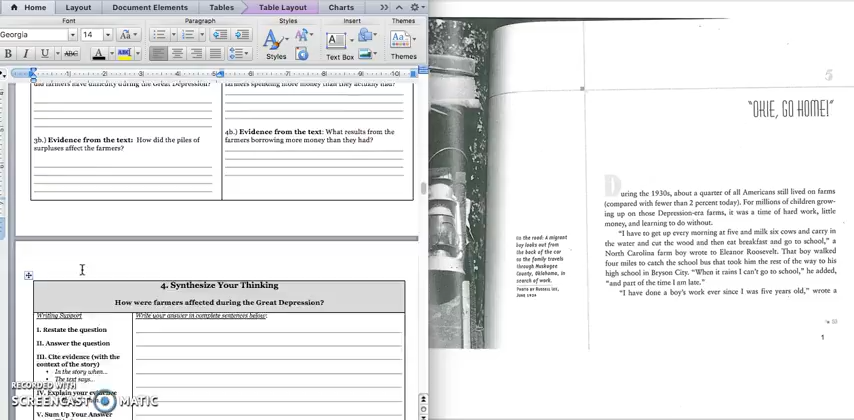 Home Layout Document Elements Tables Table Layout Charts
Font Paragraph Styles Insert Themes
Georgia 14 Aa
B I U ABC A ABC
Styles Text Box Themes
farmers have difficulty during the Great Depression?
farmers spending more money than they actually had?
3b.) Evidence from the text: How did the piles of
surpluses affect the farmers?
4b.) Evidence from the text: What results from the
farmers borrowing more money than they had?
4. Synthesize Your Thinking
How were farmers affected during the Great Depression?
Writing Support
Write your answer in complete sentences below:
I. Restate the question
II. Answer the question
III. Cite evidence (with the
context of the story)
• In the story when...
• The text says...
IV. Explain your evidence
V. Sum Up Your Answer
RECORDED WITH
SCREENCAST MATIC
5
"OKIE, GO HOME!"
During the 1930s, about a quarter of all Americans still lived on farms
(compared with fewer than 2 percent today). For millions of children grow-
ing up on those Depression-era farms, it was a time of hard work, little
money, and learning to do without.
"I have to get up every morning at five and milk six cows and carry in
the water and cut the wood and then eat breakfast and go to school," a
North Carolina farm boy wrote to Eleanor Roosevelt. That boy walked
four miles to catch the school bus that took him the rest of the way to his
high school in Bryson City. "When it rains I can't go to school," he added,
"and part of the time I am late."
"I have done a boy's work ever since I was five years old," wrote a
On the road: A migrant
boy looks out from
the back of the car
as the family travels
through Muskogee
County, Oklahoma, in
search of work.
Photo by Russell Lee,
June 1939
53
1